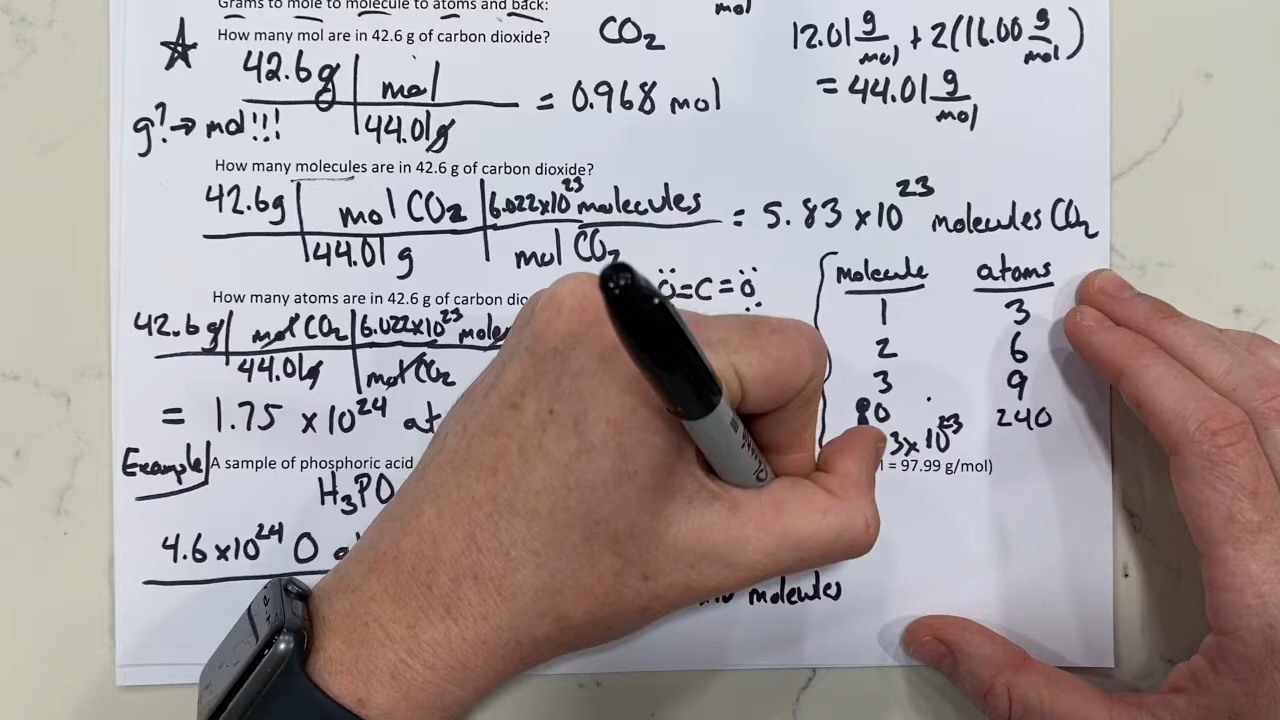 Grams to mole to molecule to atoms and back:
mol
How many mol are in 42.6 g of carbon dioxide?
CO2
12.01 g/mol + 2(16.00 g/mol)
= 44.01 g/mol
42.6g | mol
44.01g
= 0.968 mol
g? → mol!!!
How many molecules are in 42.6 g of carbon dioxide?
42.6g | mol CO2 | 6.022x10^23 molecules
44.01 g | mol CO2
= 5.83 x10^23 molecules CO2
How many atoms are in 42.6 g of carbon
Ö=C=Ö
42.6g | mol CO2 | 6.022x10^23
44.01g | mol CO2
= 1.75 x10^24
molecule atoms
1 3
2 6
3 9
80 240
3x10^23
Example
A sample of phosphoric acid
= 97.99 g/mol)
H3PO
4.6x10^24 O
molecules